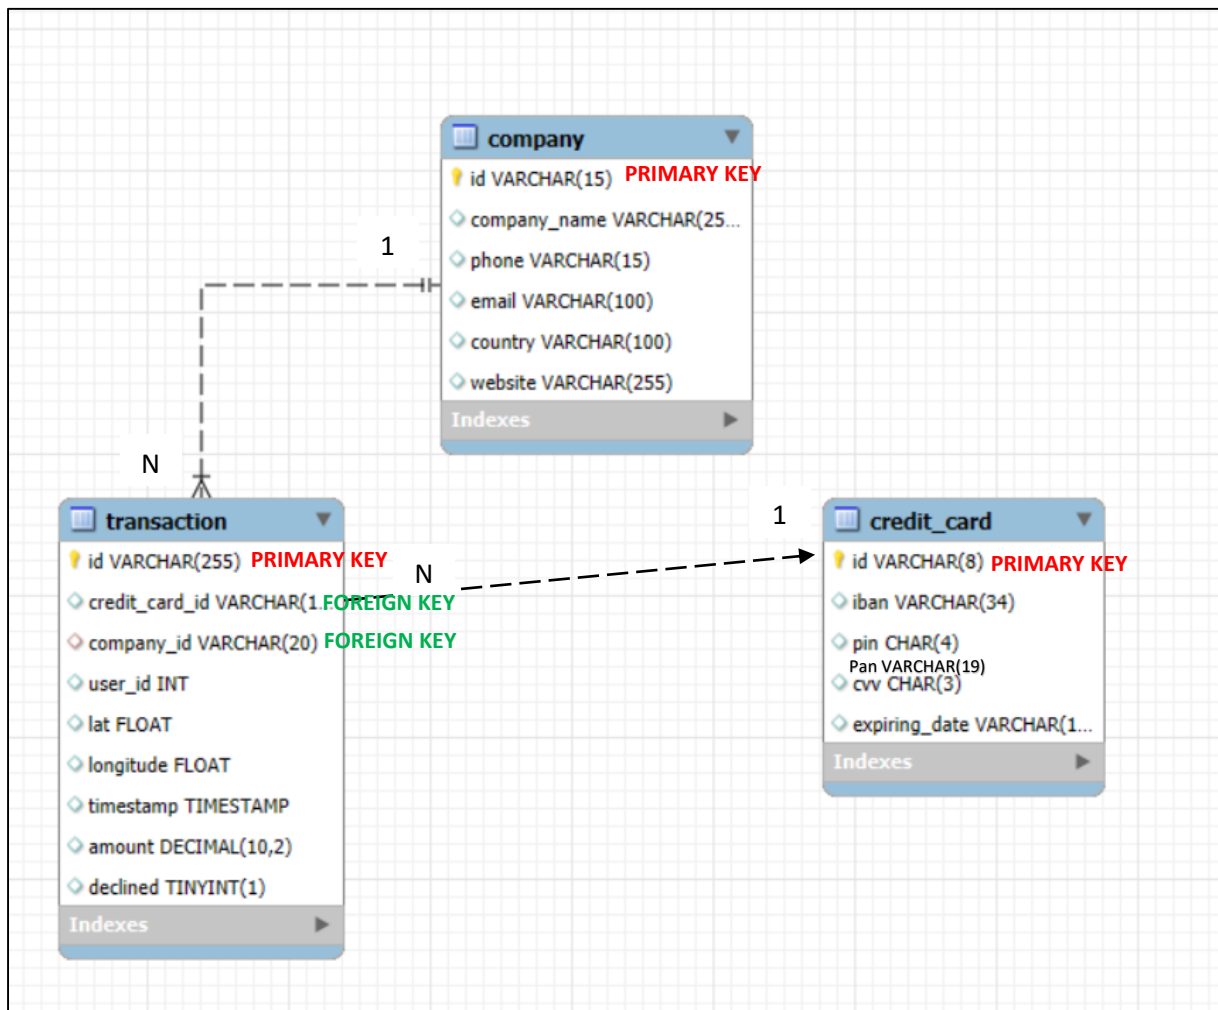 company
id VARCHAR(15) PRIMARY KEY
company_name VARCHAR(25...
1
phone VARCHAR(15)
email VARCHAR(100)
country VARCHAR(100)
website VARCHAR(255)
Indexes
N
transaction
id VARCHAR(255) PRIMARY KEY
N
credit_card_id VARCHAR(1... FOREIGN KEY
company_id VARCHAR(20) FOREIGN KEY
user_id INT
lat FLOAT
longitude FLOAT
timestamp TIMESTAMP
amount DECIMAL(10,2)
declined TINYINT(1)
Indexes
1
credit_card
id VARCHAR(8) PRIMARY KEY
iban VARCHAR(34)
pin CHAR(4)
Pan VARCHAR(19)
cvv CHAR(3)
expiring_date VARCHAR(1...
Indexes